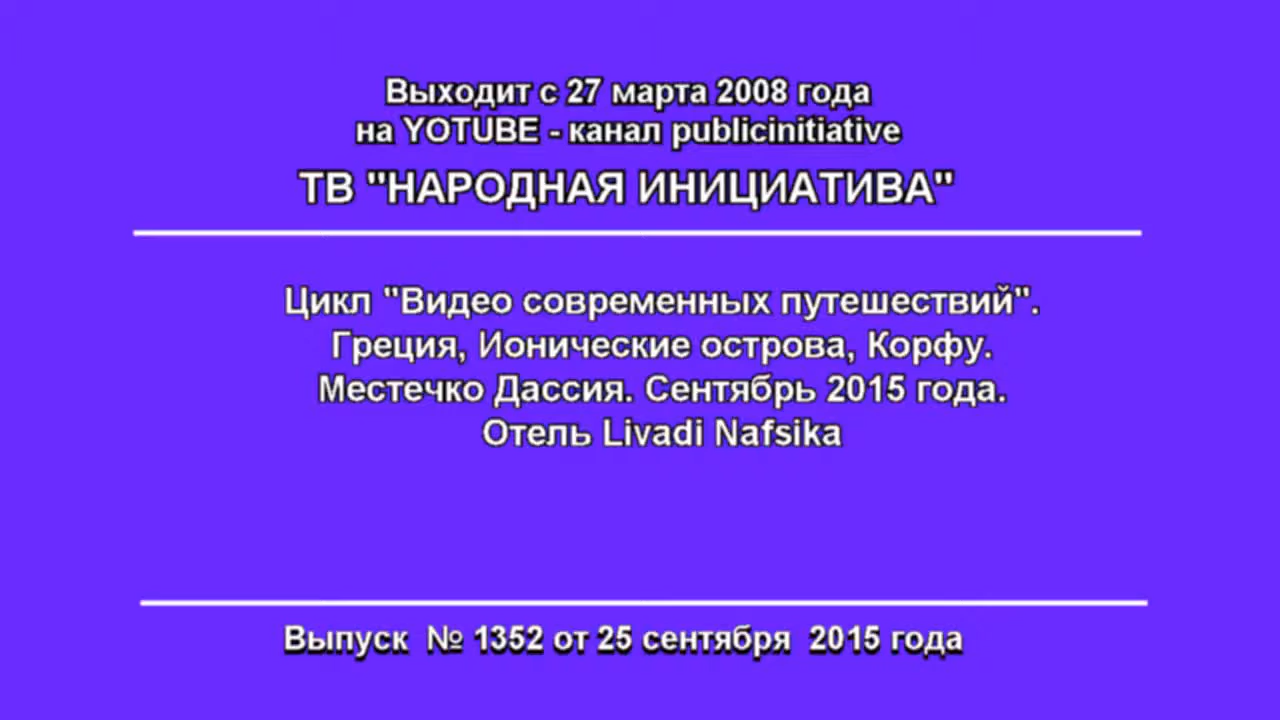 Выходит с 27 марта 2008 года
на YOTUBE - канал publicinitiative
ТВ "НАРОДНАЯ ИНИЦИАТИВА"
Цикл "Видео современных путешествий".
Греция, Ионические острова, Корфу.
Местечко Дассия. Сентябрь 2015 года.
Отель Livadi Nafsika
Выпуск № 1352 от 25 сентября 2015 года